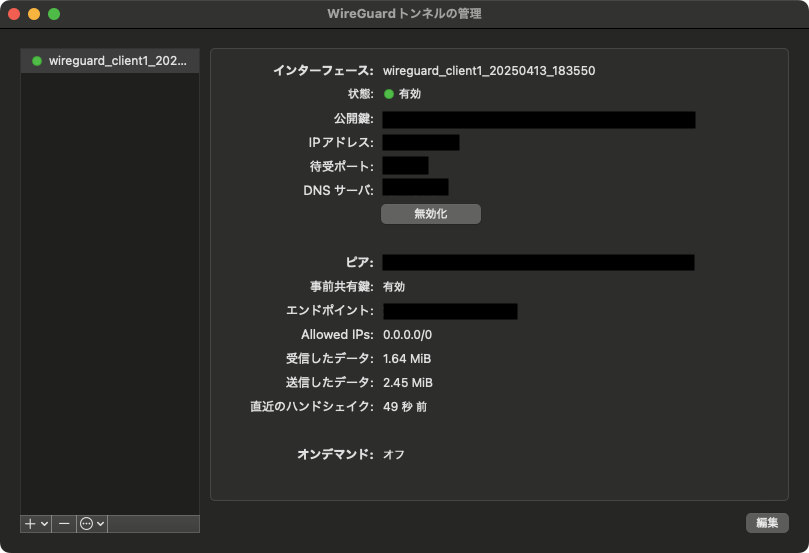 WireGuardトンネルの管理
wireguard_client1_202...
インターフェース: wireguard_client1_20250413_183550
状態: 有効
公開鍵:
IPアドレス:
待受ポート:
DNS サーバ:
無効化
ピア:
事前共有鍵: 有効
エンドポイント:
Allowed IPs: 0.0.0.0/0
受信したデータ: 1.64 MiB
送信したデータ: 2.45 MiB
直近のハンドシェイク: 49 秒 前
オンデマンド: オフ
編集